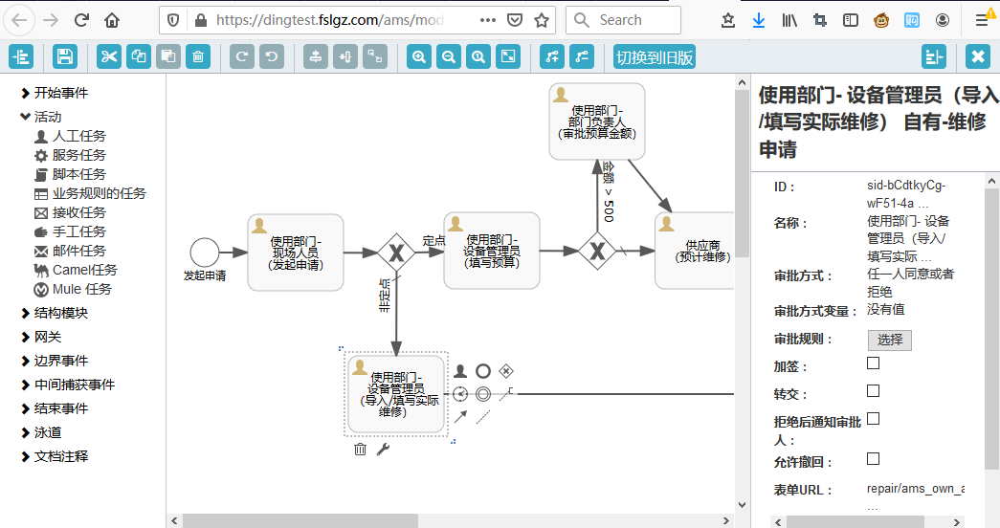 https://dingtest.fslgz.com/ams/mod
Search
切换到旧版
开始事件
活动
人工任务
服务任务
脚本任务
业务规则的任务
接收任务
手工任务
邮件任务
Camel任务
Mule 任务
结构模块
网关
边界事件
中间捕获事件
结束事件
泳道
文档注释
发起申请
使用部门-
现场人员
(发起申请)
定点
非定点
使用部门-
设备管理员
(填写预算)
使用部门-
部门负责人
(审批预算金额)
金额 > 500
供应商
(预计维修)
使用部门-
设备管理员
(导入/填写实际
维修)
使用部门- 设备管理员（导入
/填写实际维修） 自有-维修
申请
ID：
sid-bCdtkyCg-
wF51-4a ...
名称：
使用部门- 设备
管理员（导入/
填写实际 ...
审批方式：
任一人同意或者
拒绝
审批方式变量：
没有值
审批规则：
选择
加签：
转交：
拒绝后通知审批
人：
允许撤回：
表单URL：
repair/ams_own_a
...